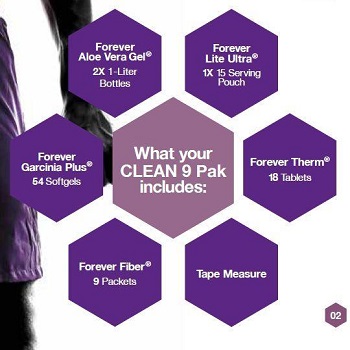 Forever
Aloe Vera Gel®
2X 1-Liter
Bottles
Forever
Lite Ultra®
1X 15 Serving
Pouch
Forever
Garcinia Plus®
54 Softgels
What your
CLEAN 9 Pak
includes:
Forever Therm®
18 Tablets
Forever Fiber®
9 Packets
Tape Measure
02